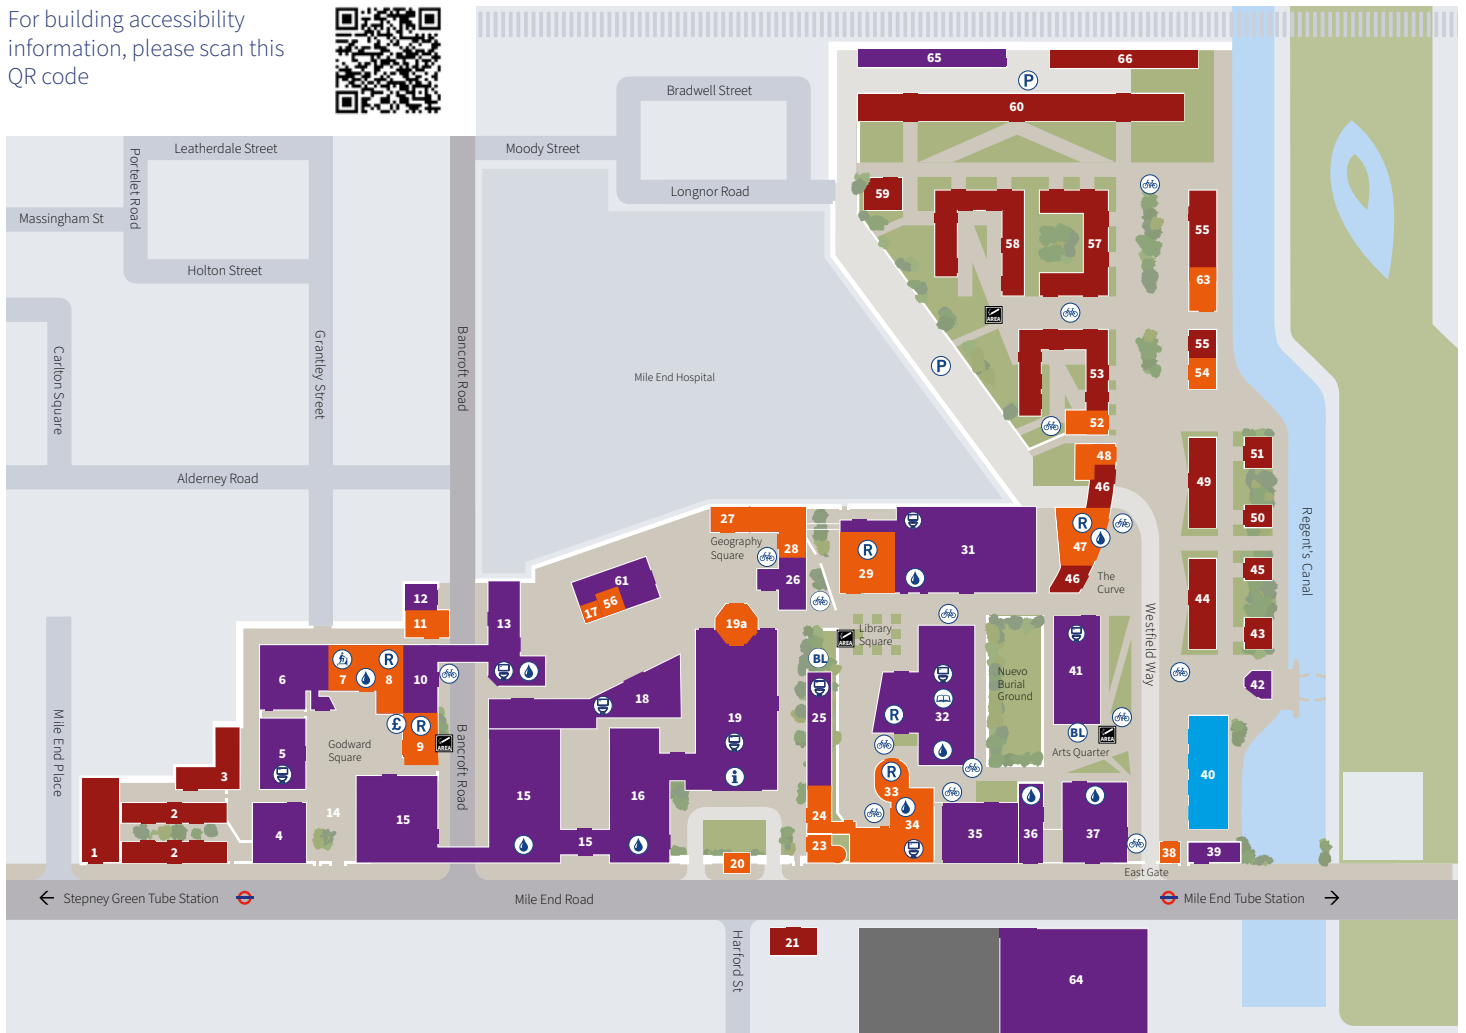 For building accessibility
information, please scan this
QR code
65
66
P
60
Bradwell Street
Leatherdale Street
Moody Street
Longnor Road
Portelet Road
Massingham St
Holton Street
59
58
57
55
63
AREA
55
54
53
52
P
Carlton Square
Grantley Street
Bancroft Road
Mile End Hospital
Alderney Road
48
46
49
51
50
Regent's Canal
27
Geography
Square
28
26
R
29
31
R
47
46
The
Curve
45
44
43
61
56
17
12
11
13
19a
Library
Square
AREA
BL
Nuevo
Burial
Ground
41
Westfield Way
42
6
7
R
8
10
18
19
i
25
R
32
BL
AREA
Arts Quarter
£
R
9
AREA
Godward
Square
5
Mile End Place
Bancroft Road
3
2
2
1
4
14
15
15
15
16
R
33
34
24
23
20
35
36
37
40
38
39
East Gate
Stepney Green Tube Station
Mile End Road
Mile End Tube Station
Harford St
21
64